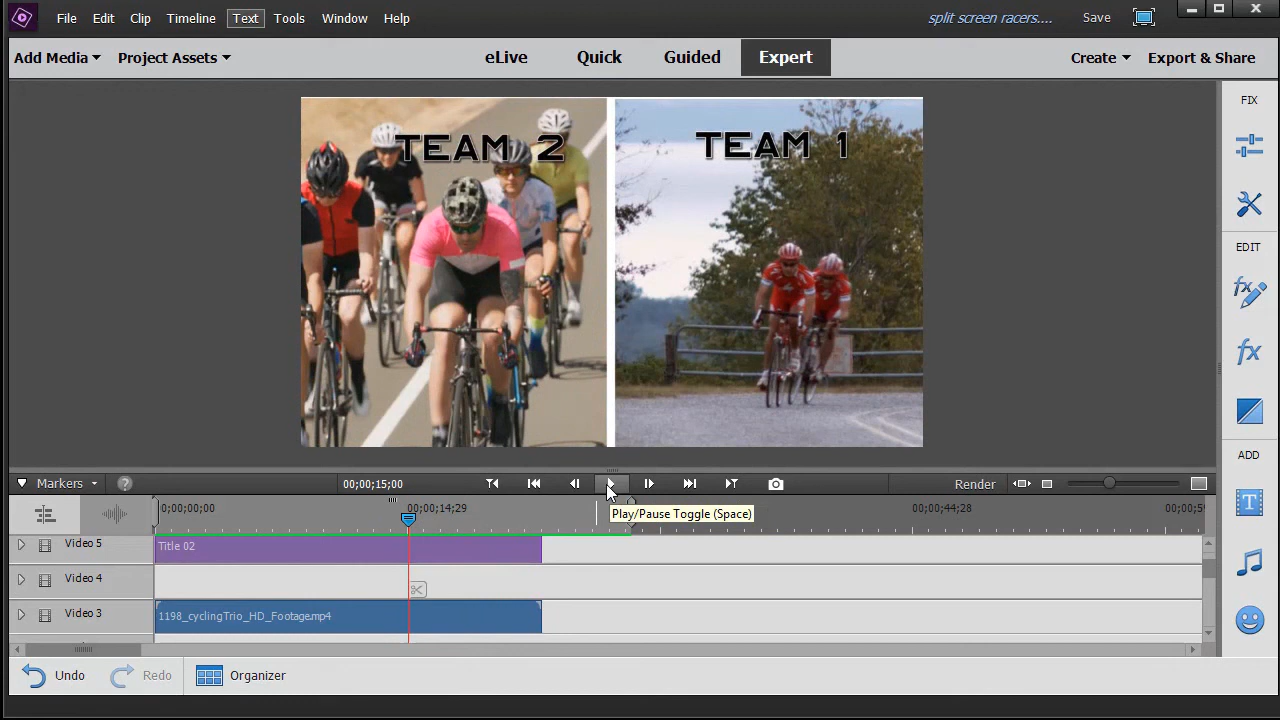 File Edit Clip Timeline Text Tools Window Help split screen racers.... Save
Add Media Project Assets eLive Quick Guided Expert Create Export & Share
FIX
TEAM 2 TEAM 1
EDIT
fx
fx
ADD
T
Markers ? 00;00;15;00 Render
Play/Pause Toggle (Space)
00;00;00;00 00;00;14;29 00;00;44;28
Video 5 Title 02
Video 4
Video 3 1198_cyclingTrio_HD_Footage.mp4
Undo Redo Organizer